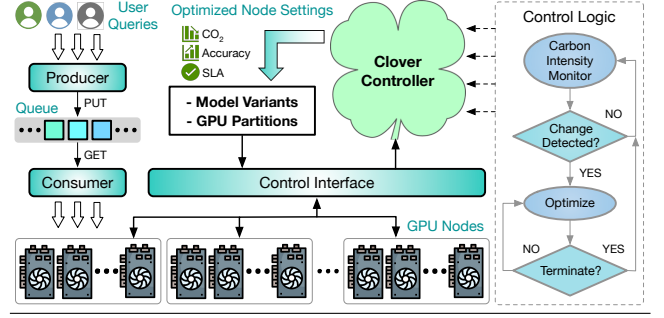 User
Queries
Producer
PUT
Queue
GET
Consumer
Optimized Node Settings
CO₂
Accuracy
SLA
- Model Variants
- GPU Partitions
Clover
Controller
Control Interface
GPU Nodes
Control Logic
Carbon
Intensity
Monitor
NO
Change
Detected?
YES
Optimize
NO
YES
Terminate?